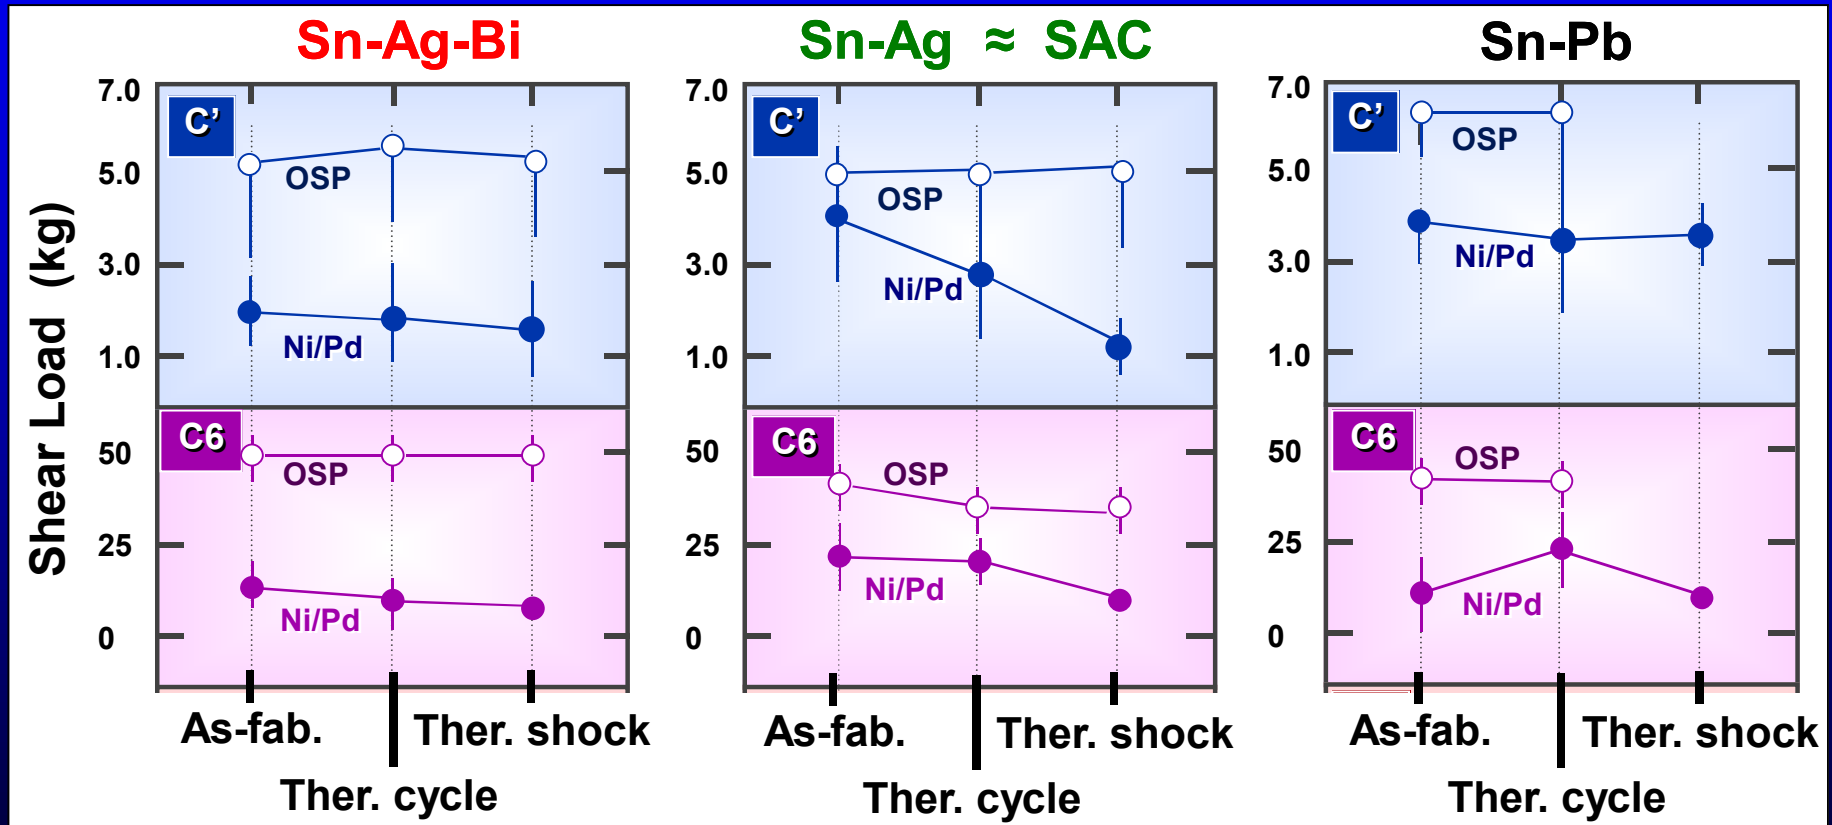 Sn-Ag-Bi
Sn-Ag ≈ SAC
Sn-Pb
Shear Load (kg)
7.0
5.0
3.0
1.0
50
25
0
C’
OSP
Ni/Pd
C6
OSP
Ni/Pd
As-fab.
Ther. shock
Ther. cycle
7.0
5.0
3.0
1.0
50
25
0
C’
OSP
Ni/Pd
C6
OSP
Ni/Pd
As-fab.
Ther. shock
Ther. cycle
7.0
5.0
3.0
1.0
50
25
0
C’
OSP
Ni/Pd
C6
OSP
Ni/Pd
As-fab.
Ther. shock
Ther. cycle